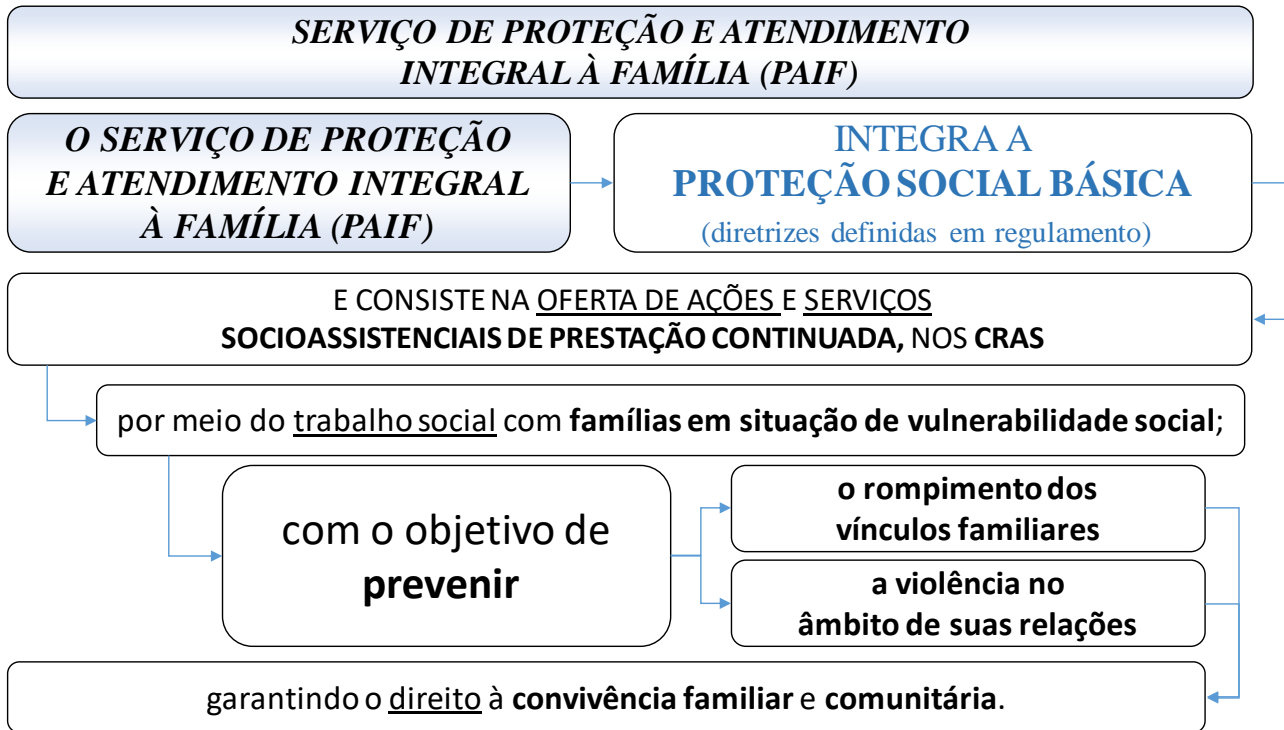 SERVIÇO DE PROTEÇÃO E ATENDIMENTO
INTEGRAL À FAMÍLIA (PAIF)
O SERVIÇO DE PROTEÇÃO
E ATENDIMENTO INTEGRAL
À FAMÍLIA (PAIF)
INTEGRA A
PROTEÇÃO SOCIAL BÁSICA
(diretrizes definidas em regulamento)
E CONSISTE NA OFERTA DE AÇÕES E SERVIÇOS
SOCIOASSISTENCIAIS DE PRESTAÇÃO CONTINUADA, NOS CRAS
por meio do trabalho social com famílias em situação de vulnerabilidade social;
com o objetivo de
prevenir
o rompimento dos
vínculos familiares
a violência no
âmbito de suas relações
garantindo o direito à convivência familiar e comunitária.